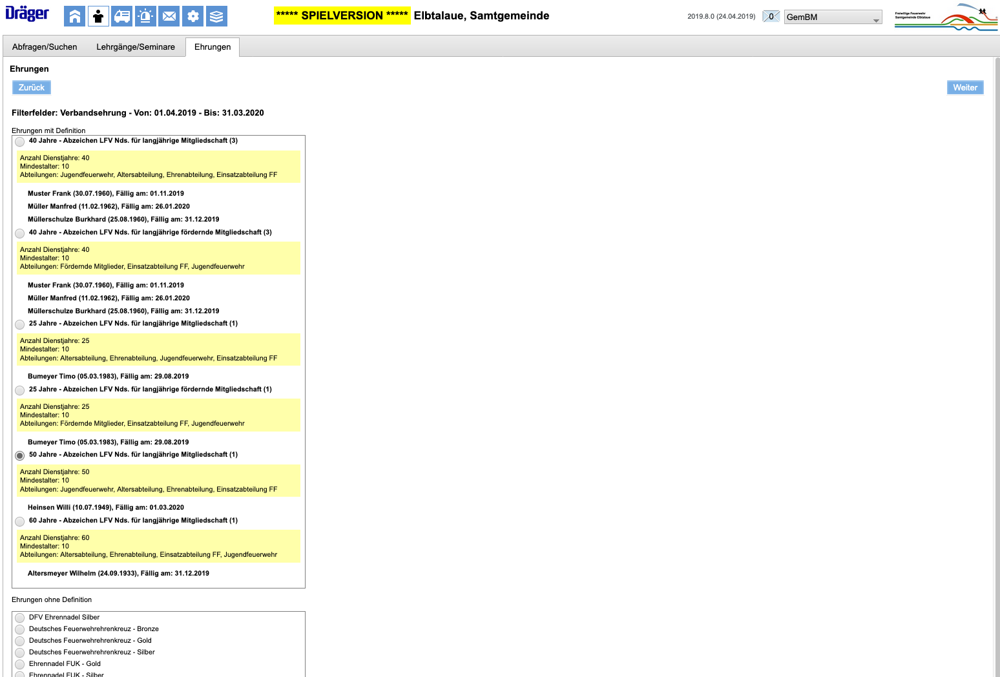 Dräger
***** SPIELVERSION ***** Elbtalaue, Samtgemeinde
2019.8.0 (24.04.2019)
0
GemBM
Freiwillige Feuerwehr
Samtgemeinde Elbtalaue
Abfragen/Suchen
Lehrgänge/Seminare
Ehrungen
Ehrungen
Zurück
Weiter
Filterfelder: Verbandsehrung - Von: 01.04.2019 - Bis: 31.03.2020
Ehrungen mit Definition
40 Jahre - Abzeichen LFV Nds. für langjährige Mitgliedschaft (3)
Anzahl Dienstjahre: 40
Mindestalter: 10
Abteilungen: Jugendfeuerwehr, Altersabteilung, Ehrenabteilung, Einsatzabteilung FF
Muster Frank (30.07.1960), Fällig am: 01.11.2019
Müller Manfred (11.02.1962), Fällig am: 26.01.2020
Müllerschulze Burkhard (25.08.1960), Fällig am: 31.12.2019
40 Jahre - Abzeichen LFV Nds. für langjährige fördernde Mitgliedschaft (3)
Anzahl Dienstjahre: 40
Mindestalter: 10
Abteilungen: Fördernde Mitglieder, Einsatzabteilung FF, Jugendfeuerwehr
Muster Frank (30.07.1960), Fällig am: 01.11.2019
Müller Manfred (11.02.1962), Fällig am: 26.01.2020
Müllerschulze Burkhard (25.08.1960), Fällig am: 31.12.2019
25 Jahre - Abzeichen LFV Nds. für langjährige Mitgliedschaft (1)
Anzahl Dienstjahre: 25
Mindestalter: 10
Abteilungen: Altersabteilung, Ehrenabteilung, Jugendfeuerwehr, Einsatzabteilung FF
Bumeyer Timo (05.03.1983), Fällig am: 29.08.2019
25 Jahre - Abzeichen LFV Nds. für langjährige fördernde Mitgliedschaft (1)
Anzahl Dienstjahre: 25
Mindestalter: 10
Abteilungen: Fördernde Mitglieder, Einsatzabteilung FF, Jugendfeuerwehr
Bumeyer Timo (05.03.1983), Fällig am: 29.08.2019
50 Jahre - Abzeichen LFV Nds. für langjährige Mitgliedschaft (1)
Anzahl Dienstjahre: 50
Mindestalter: 10
Abteilungen: Jugendfeuerwehr, Altersabteilung, Ehrenabteilung, Einsatzabteilung FF
Heinsen Willi (10.07.1949), Fällig am: 01.03.2020
60 Jahre - Abzeichen LFV Nds. für langjährige Mitgliedschaft (1)
Anzahl Dienstjahre: 60
Mindestalter: 10
Abteilungen: Altersabteilung, Ehrenabteilung, Einsatzabteilung FF, Jugendfeuerwehr
Altersmeyer Wilhelm (24.09.1933), Fällig am: 31.12.2019
Ehrungen ohne Definition
DFV Ehrennadel Silber
Deutsches Feuerwehrehrenkreuz - Bronze
Deutsches Feuerwehrehrenkreuz - Gold
Deutsches Feuerwehrehrenkreuz - Silber
Ehrennadel FUK - Gold
Ehrennadel FUK - Silber